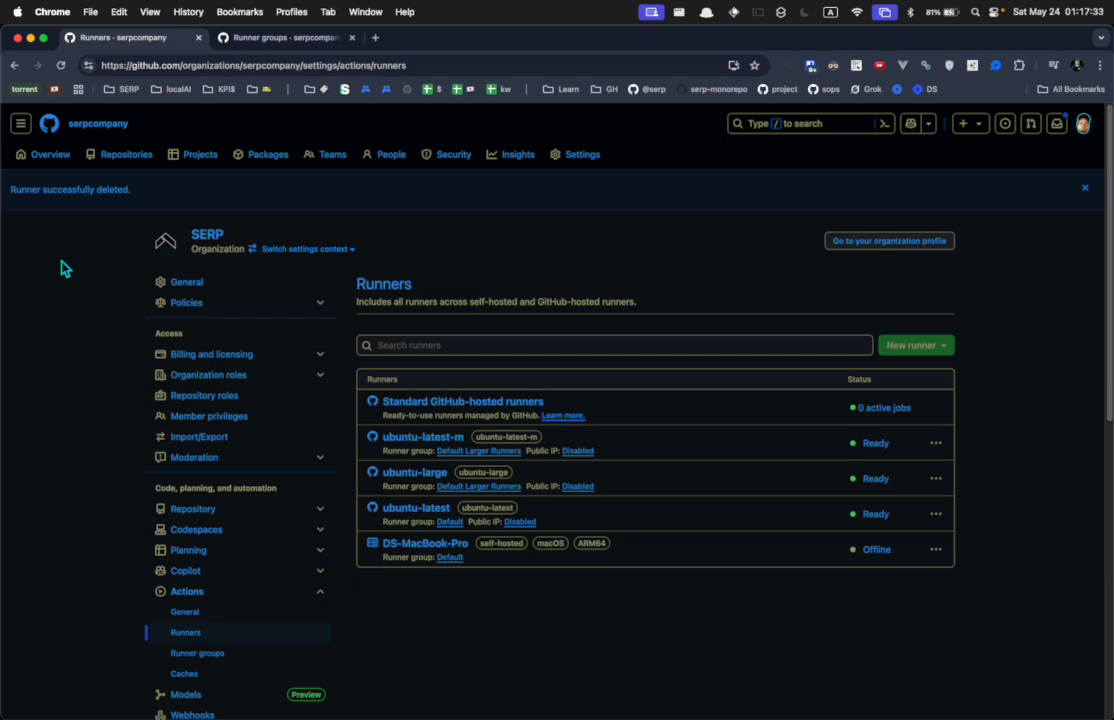 Chrome File Edit View History Bookmarks Profiles Tab Window Help A 81% Sat May 24 01:17:33
Runners - serpcompany Runner groups - serpcompan
https://github.com/organizations/serpcompany/settings/actions/runners
torrent SERP localAI KPI$ $ kw Learn GH @serp serp-monorepo project sops Grok DS All Bookmarks
serpcompany Type / to search
Overview Repositories Projects Packages Teams People Security Insights Settings
Runner successfully deleted.
SERP
Organization Switch settings context
Go to your organization profile
General
Policies
Access
Billing and licensing
Organization roles
Repository roles
Member privileges
Import/Export
Moderation
Code, planning, and automation
Repository
Codespaces
Planning
Copilot
Actions
General
Runners
Runner groups
Caches
Models Preview
Webhooks
Runners
Includes all runners across self-hosted and GitHub-hosted runners.
Search runners New runner
Runners Status
Standard GitHub-hosted runners
Ready-to-use runners managed by GitHub. Learn more.
0 active jobs
ubuntu-latest-m ubuntu-latest-m
Runner group: Default Larger Runners Public IP: Disabled
Ready
ubuntu-large ubuntu-large
Runner group: Default Larger Runners Public IP: Disabled
Ready
ubuntu-latest ubuntu-latest
Runner group: Default Public IP: Disabled
Ready
DS-MacBook-Pro self-hosted macOS ARM64
Runner group: Default
Offline